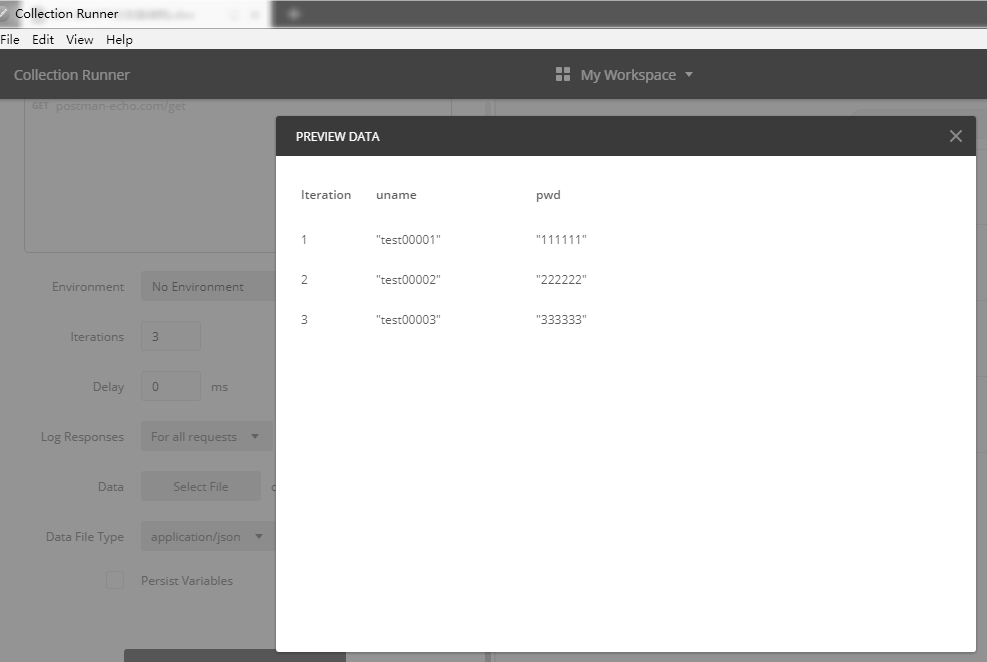 Collection Runner
File Edit View Help
Collection Runner
My Workspace
GET postman-echo.com/get
PREVIEW DATA
Iteration uname pwd
1 "test00001" "111111"
2 "test00002" "222222"
3 "test00003" "333333"
Environment No Environment
Iterations 3
Delay 0 ms
Log Responses For all requests
Data Select File
Data File Type application/json
Persist Variables